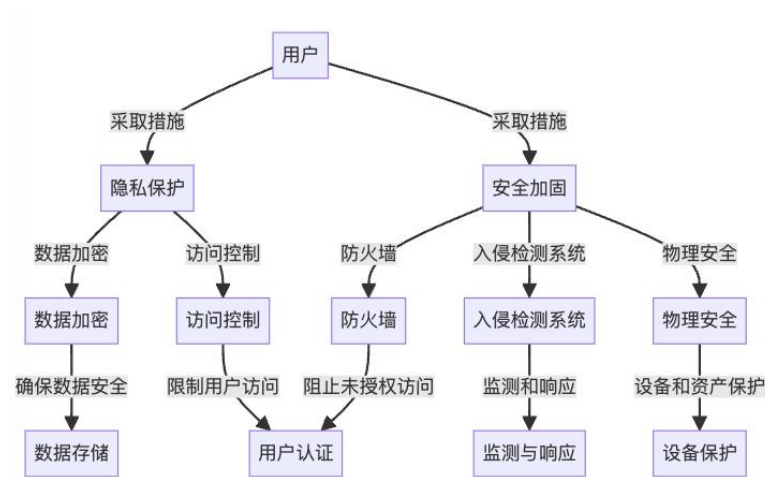 用户
采取措施
采取措施
隐私保护
安全加固
数据加密
访问控制
防火墙
入侵检测系统
物理安全
数据加密
访问控制
防火墙
入侵检测系统
物理安全
确保数据安全
限制用户访问
阻止未授权访问
监测和响应
设备和资产保护
数据存储
用户认证
监测与响应
设备保护